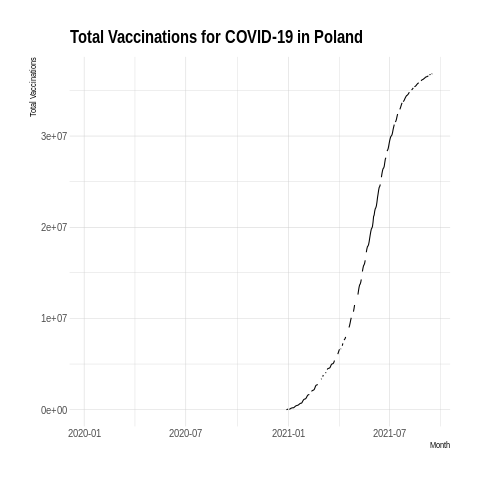 Total Vaccinations for COVID-19 in Poland
Total Vaccinations
3e+07
2e+07
1e+07
0e+00
2020-01 2020-07 2021-01 2021-07
Month